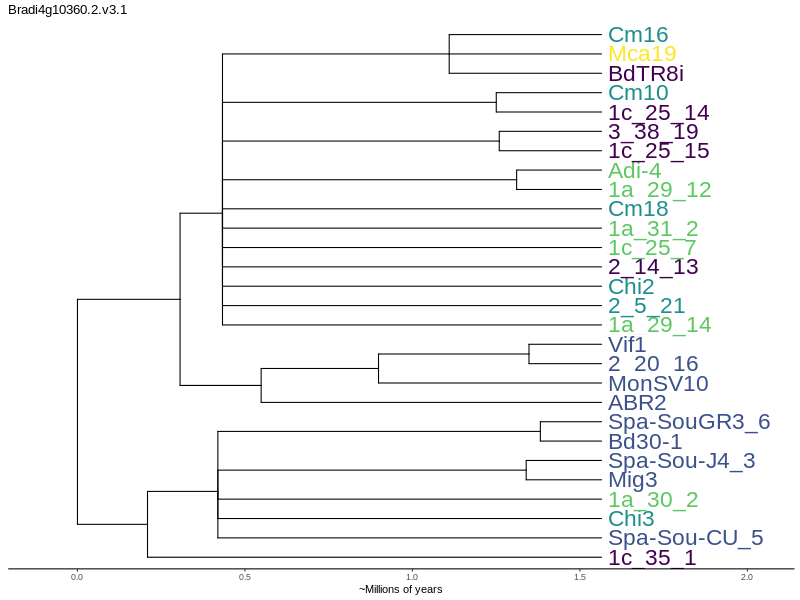 Bradi4g10360.2.v3.1
Cm16
Mca19
BdTR8i
Cm10
1c_25_14
3_38_19
1c_25_15
Adi-4
1a_29_12
Cm18
1a_31_2
1c_25_7
2_14_13
Chi2
2_5_21
1a_29_14
Vif1
2_20_16
MonSV10
ABR2
Spa-SouGR3_6
Bd30-1
Spa-Sou-J4_3
Mig3
1a_30_2
Chi3
Spa-Sou-CU_5
1c_35_1
0.0 0.5 1.0 1.5 2.0
~Millions of years